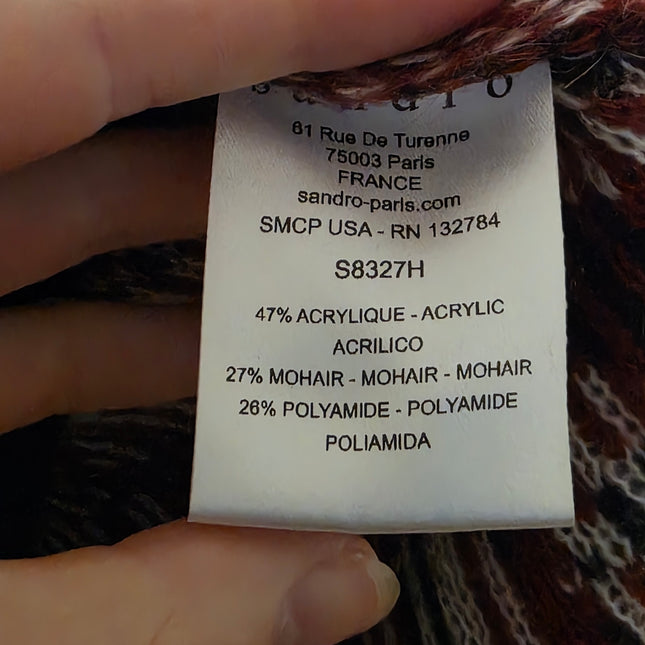 sandro
61 Rue De Turenne
75003 Paris
FRANCE
sandro-paris.com
SMCP USA - RN 132784
S8327H
47% ACRYLIQUE - ACRYLIC
ACRILICO
27% MOHAIR - MOHAIR - MOHAIR
26% POLYAMIDE - POLYAMIDE
POLIAMIDA